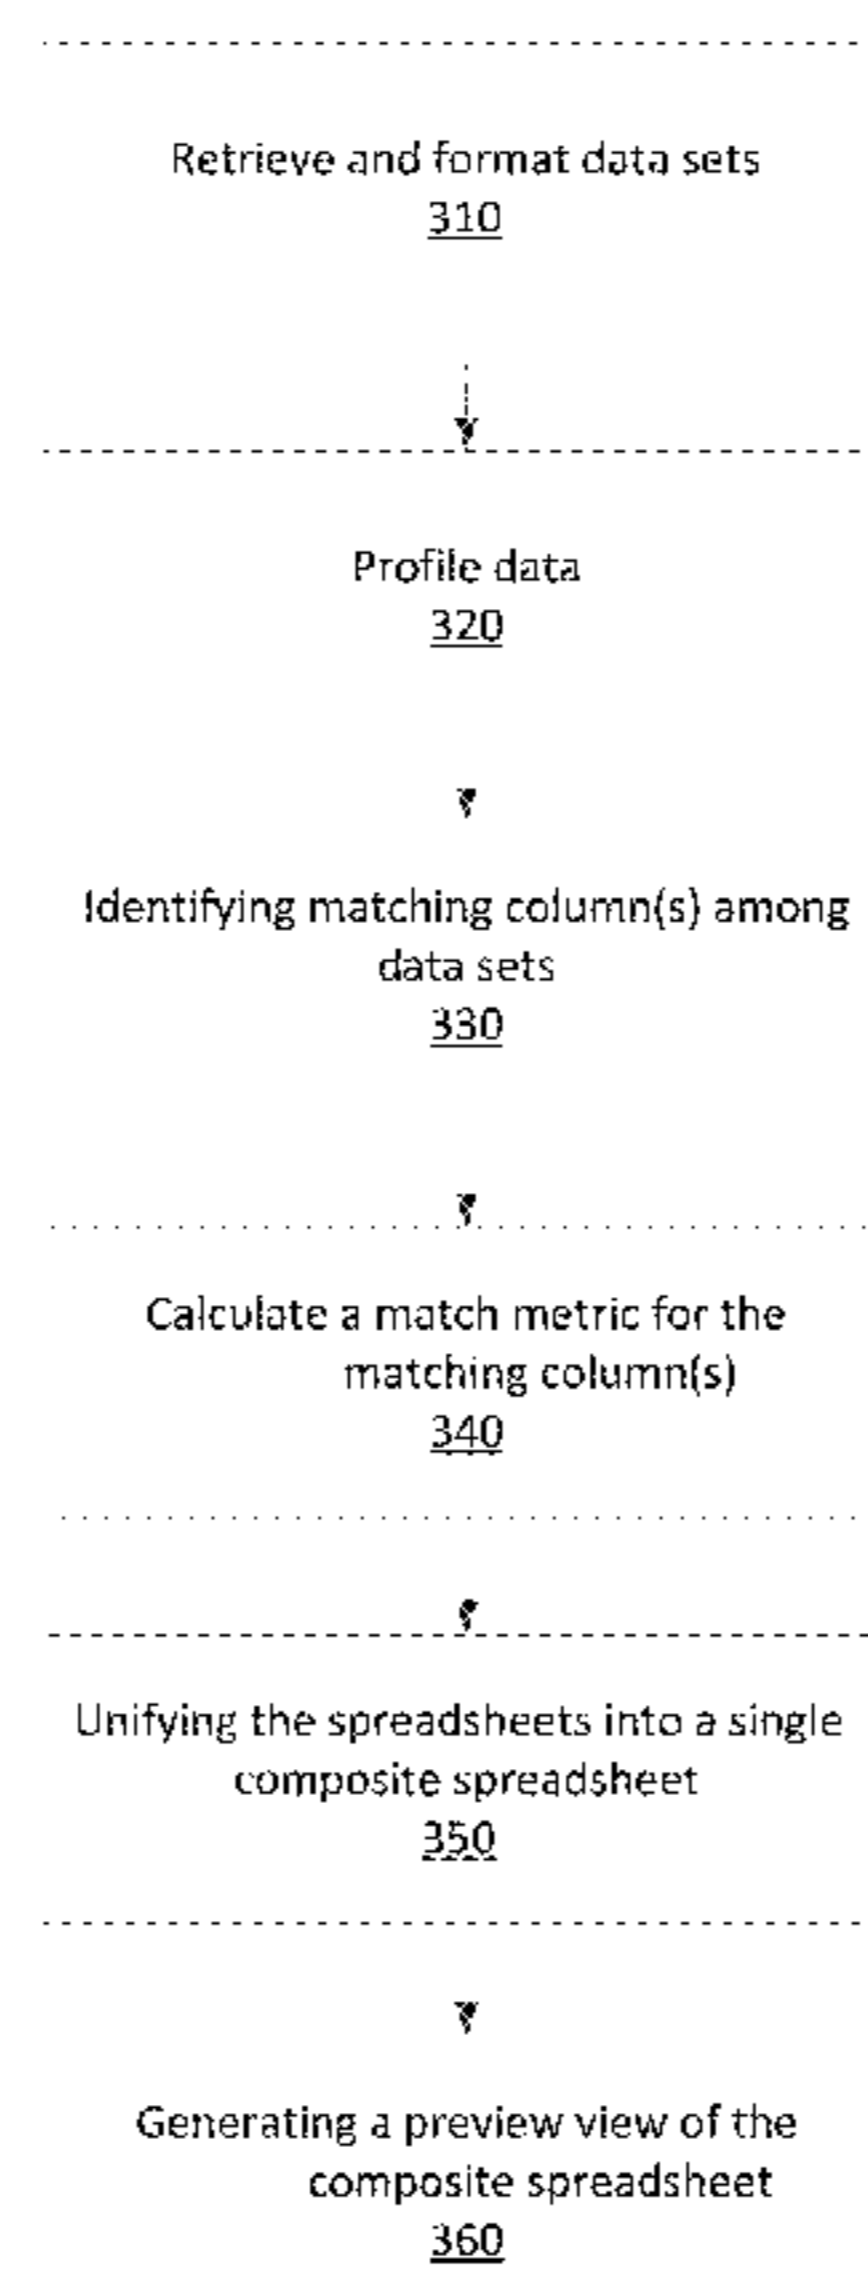 Retrieve and format data sets
310
Profile data
320
Identifying matching column(s) among
data sets
330
Calculate a match metric for the
matching column(s)
340
Unifying the spreadsheets into a single
composite spreadsheet
350
Generating a preview view of the
composite spreadsheet
360